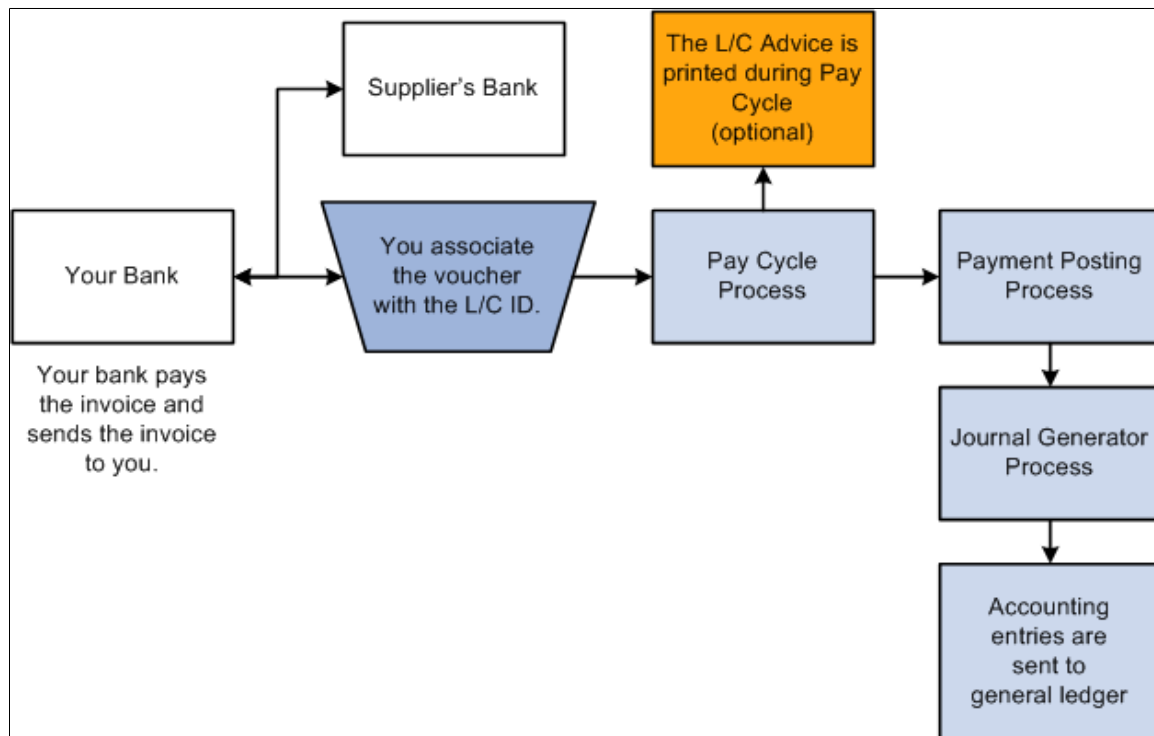 Supplier's Bank
The L/C Advice is
printed during Pay
Cycle
(optional)
Your Bank
You associate
the voucher
with the L/C ID.
Pay Cycle
Process
Payment Posting
Process
Your bank pays
the invoice and
sends the invoice
to you.
Journal Generator
Process
Accounting
entries are
sent to
general ledger